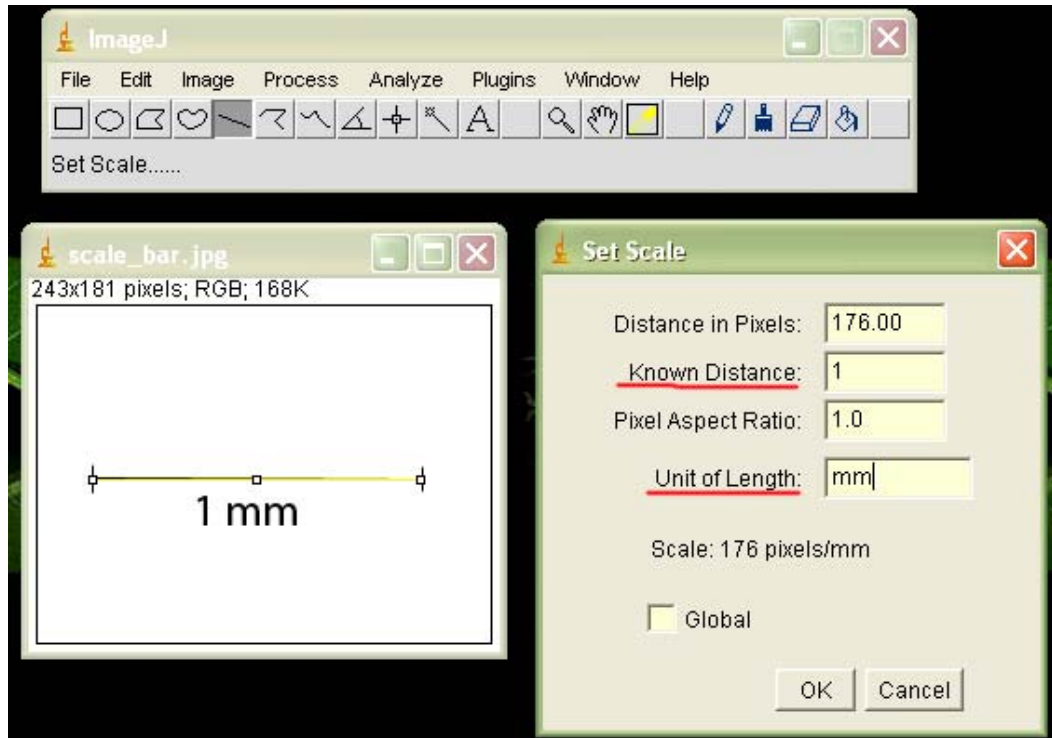 ImageJ
File Edit Image Process Analyze Plugins Window Help
A
Set Scale......
scale_bar.jpg
243x181 pixels; RGB; 168K
1 mm
Set Scale
Distance in Pixels: 176.00
Known Distance: 1
Pixel Aspect Ratio: 1.0
Unit of Length: mm
Scale: 176 pixels/mm
Global
OK Cancel